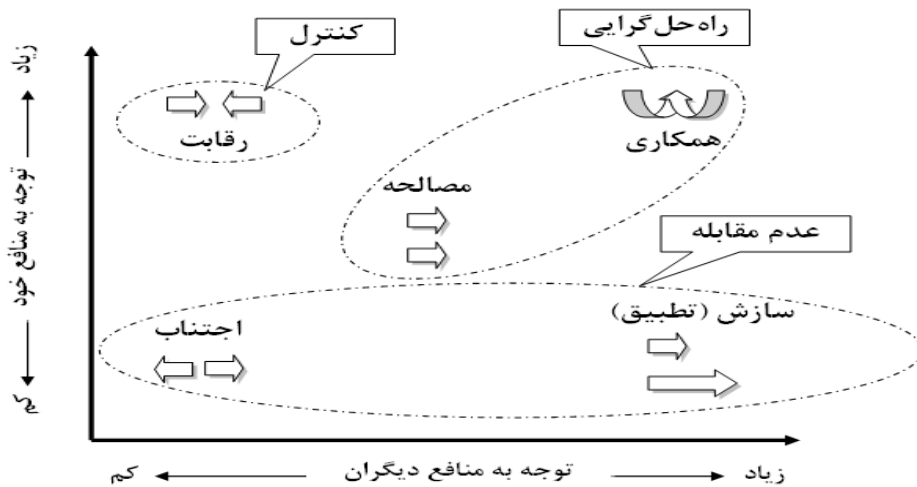 راه‌حل‌گرایی
کنترل
زیاد
رقابت
همکاری
مصالحه
توجه به منافع خود
عدم مقابله
سازش (تطبیق)
اجتناب
کم
کم
توجه به منافع دیگران
زیاد